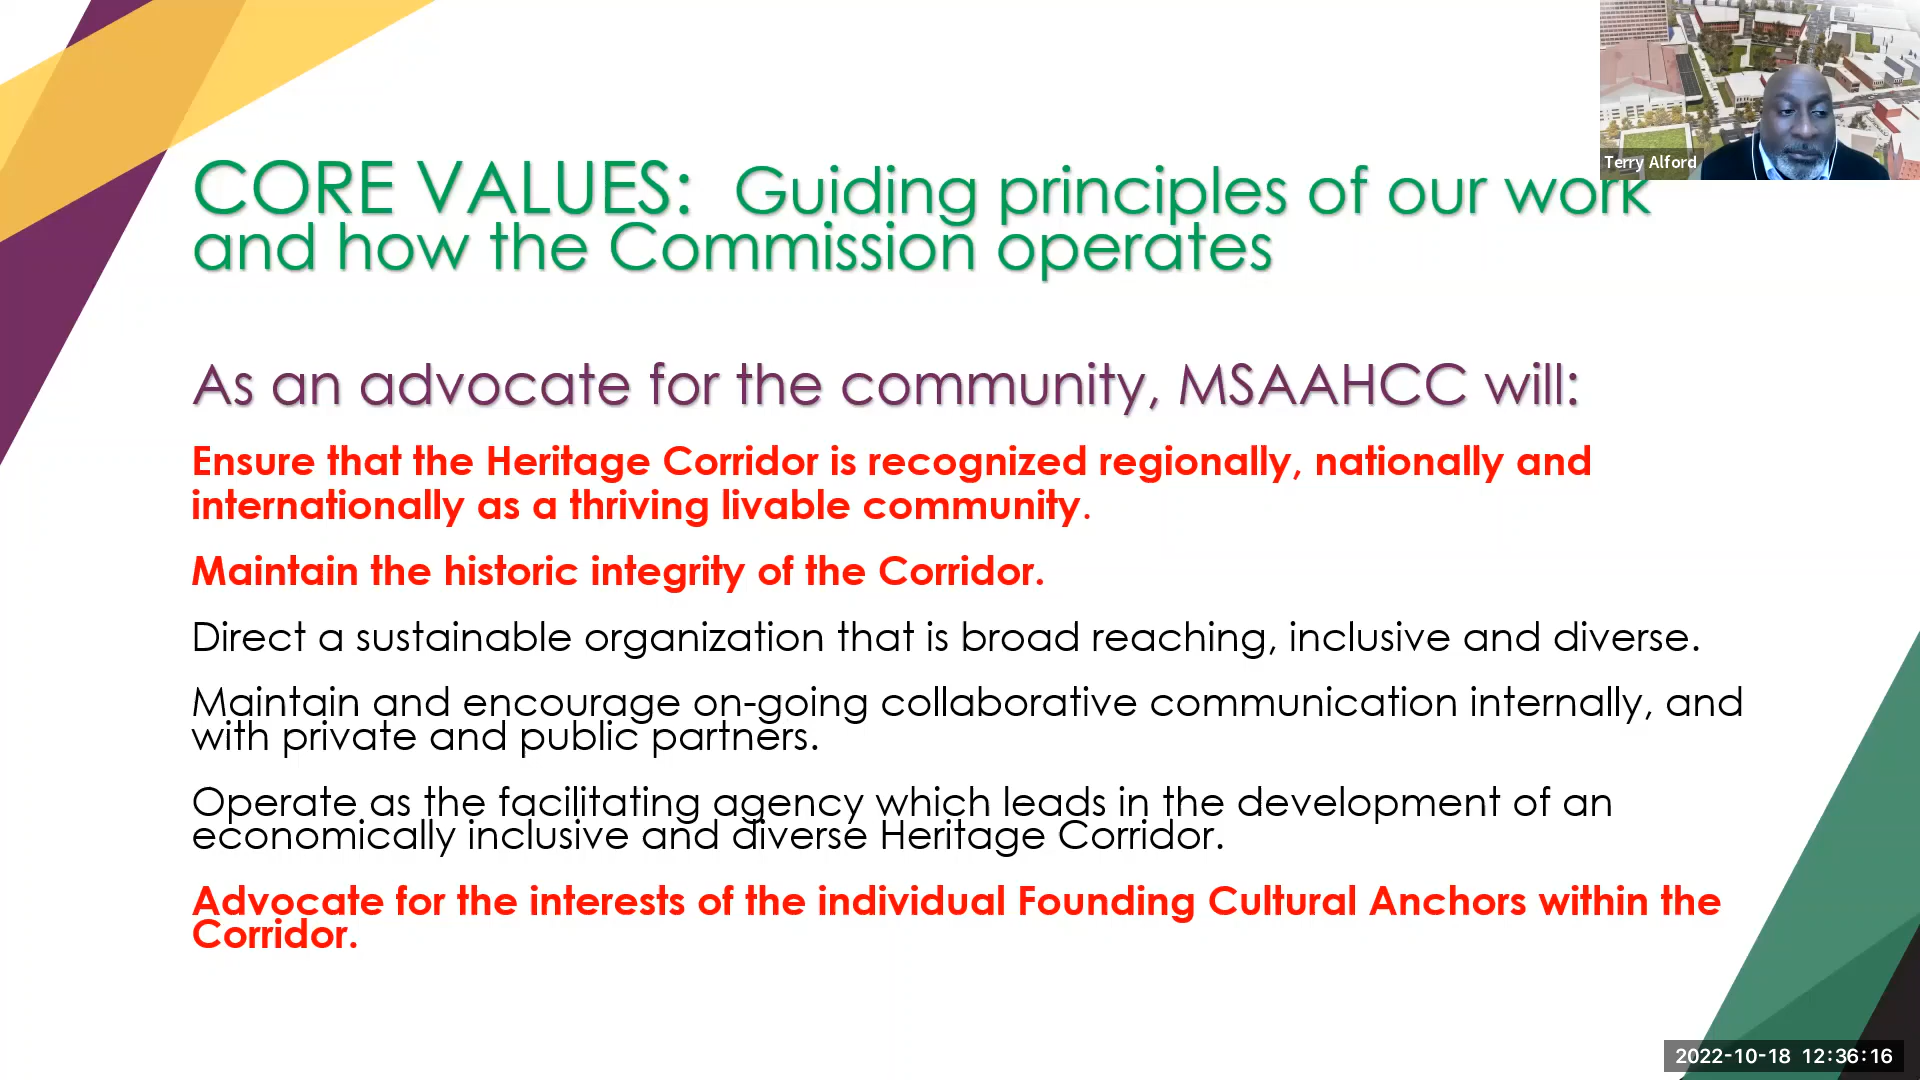 Terry Alford
CORE VALUES: Guiding principles of our work
and how the Commission operates
As an advocate for the community, MSAAHCC will:
Ensure that the Heritage Corridor is recognized regionally, nationally and
internationally as a thriving livable community.
Maintain the historic integrity of the Corridor.
Direct a sustainable organization that is broad reaching, inclusive and diverse.
Maintain and encourage on-going collaborative communication internally, and
with private and public partners.
Operate as the facilitating agency which leads in the development of an
economically inclusive and diverse Heritage Corridor.
Advocate for the interests of the individual Founding Cultural Anchors within the
Corridor.
2022-10-18 12:36:16